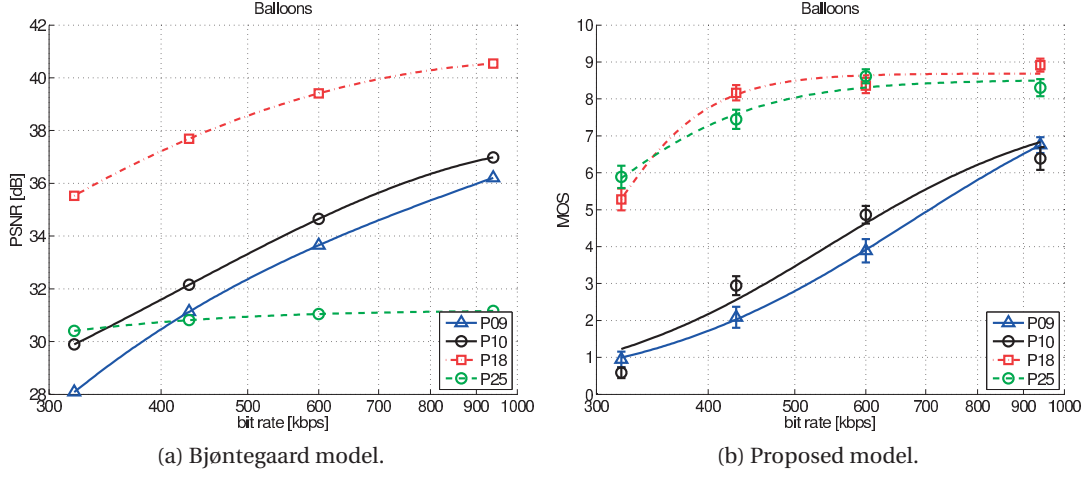 Balloons
42
40
38
36
34
32
30
28
PSNR [dB]
300
400
500
600
700
800
900
1000
bit rate [kbps]
P09
P10
P18
P25
(a) Bjøntegaard model.
Balloons
10
9
8
7
6
5
4
3
2
1
0
MOS
300
400
500
600
700
800
900
1000
bit rate [kbps]
P09
P10
P18
P25
(b) Proposed model.